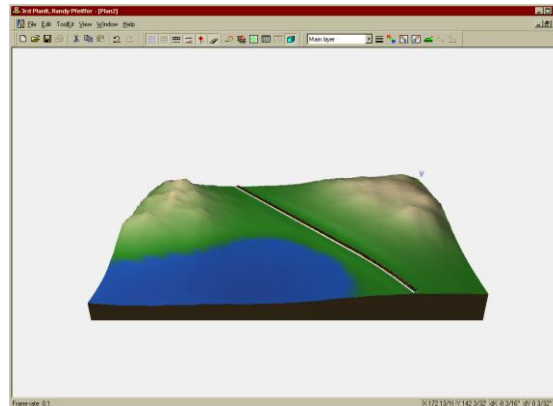 3rd PlanIt, Randy Pfeiffer - [Plan2]
File Edit ToolKit View Window Help
Main layer
Frame rate: 0.1